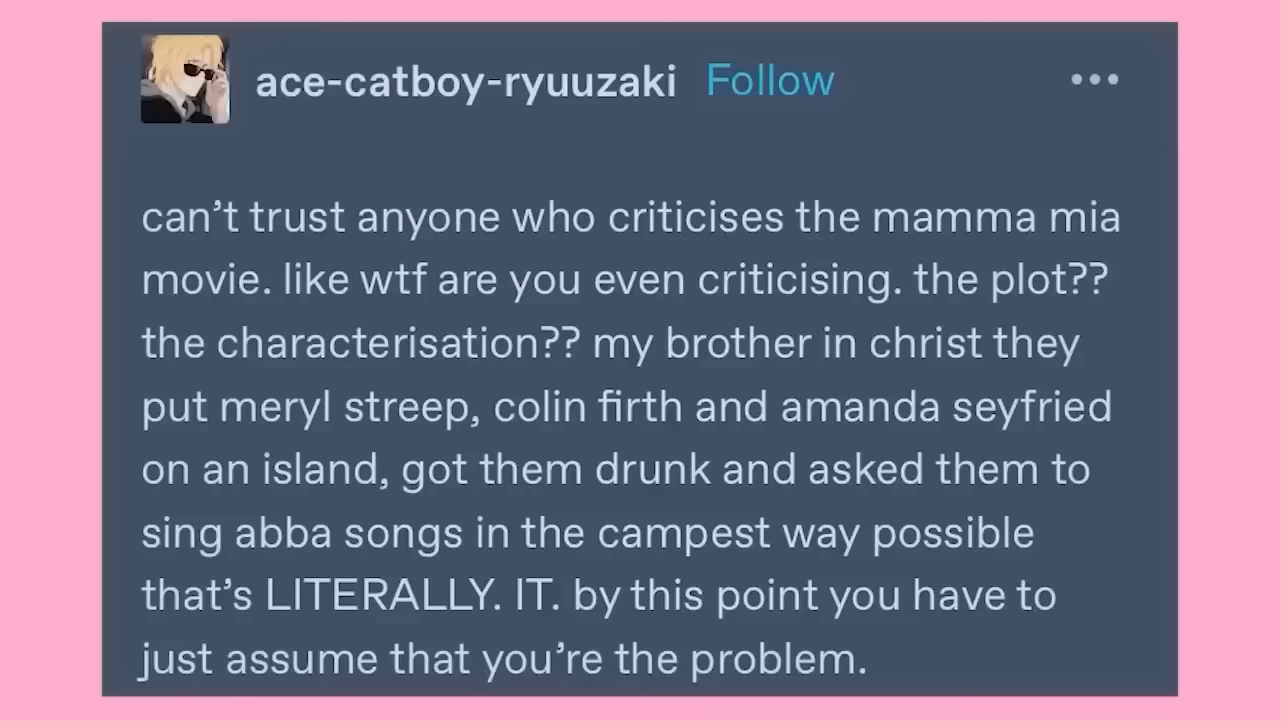 ace-catboy-ryuuzaki Follow
can't trust anyone who criticises the mamma mia
movie. like wtf are you even criticising. the plot??
the characterisation?? my brother in christ they
put meryl streep, colin firth and amanda seyfried
on an island, got them drunk and asked them to
sing abba songs in the campest way possible
that's LITERALLY. IT. by this point you have to
just assume that you're the problem.